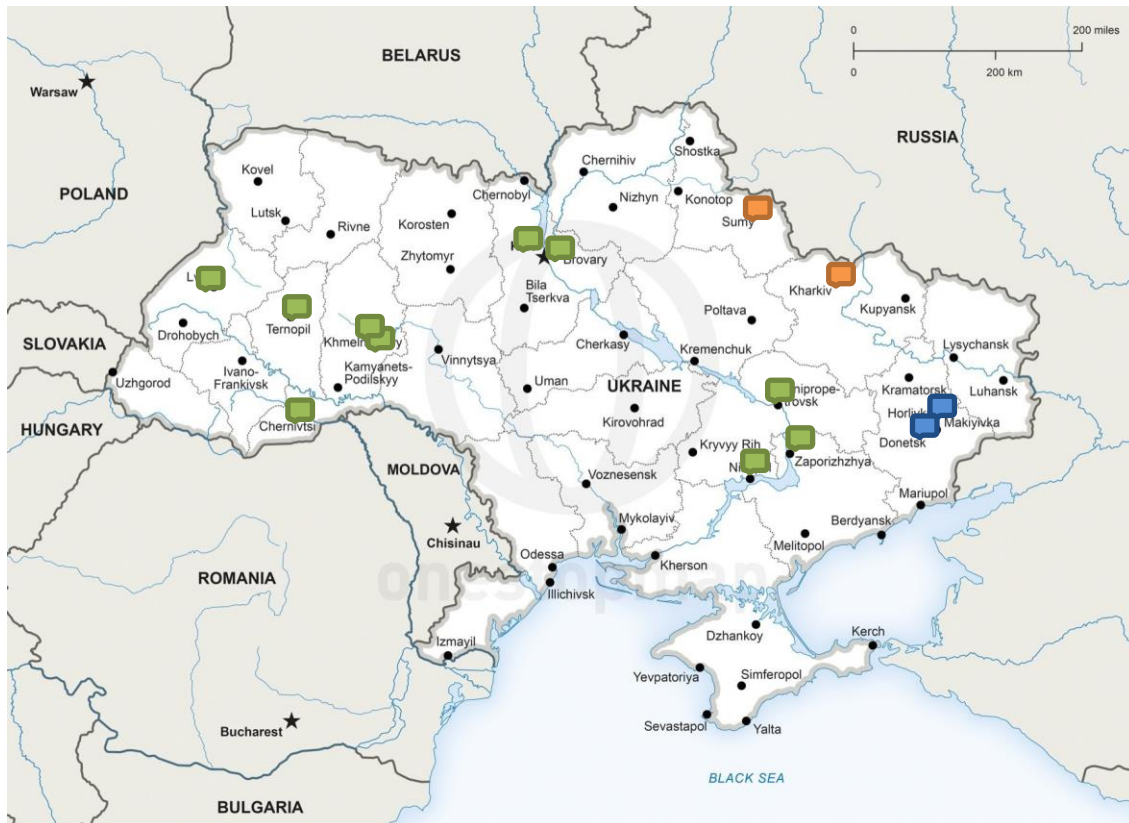 0
200 miles
0
200 km
BELARUS
Warsaw
RUSSIA
Shostka
Kovel
Chernihiv
Chernobyl
POLAND
Konotop
Nizhyn
Lutsk
Korosten
Sumy
Rivne
Zhytomyr
Brovary
Kharkiv
Bila
Tserkva
Kupyansk
Poltava
Ternopil
Drohobych
Cherkasy
SLOVAKIA
Kremenchuk
Vinnytsya
Lysychansk
Ivano-
Frankivsk
Kamyanets-
Podilskyy
Uzhgorod
Uman
UKRAINE
Kramatorsk
Luhansk
Kirovohrad
Chernivtsi
Makiyivka
HUNGARY
Donetsk
Kryvyy Rih
Zaporizhzhya
MOLDOVA
Voznesensk
Mariupol
Mykolayiv
Berdyansk
Chisinau
Melitopol
Odessa
Kherson
ROMANIA
onestopmap
Illichivsk
Dzhankoy
Kerch
Izmayil
Yevpatoriya
Simferopol
Bucharest
Sevastapol
Yalta
BLACK SEA
BULGARIA